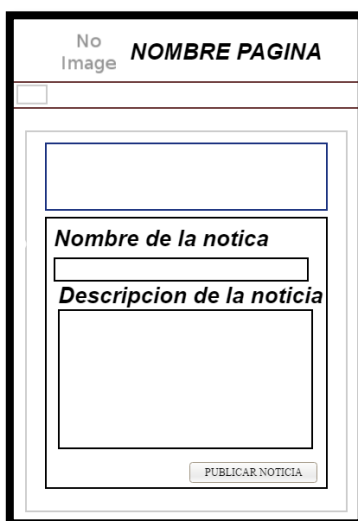 No
Image
NOMBRE PAGINA
Nombre de la notica
Descripcion de la noticia
PUBLICAR NOTICIA